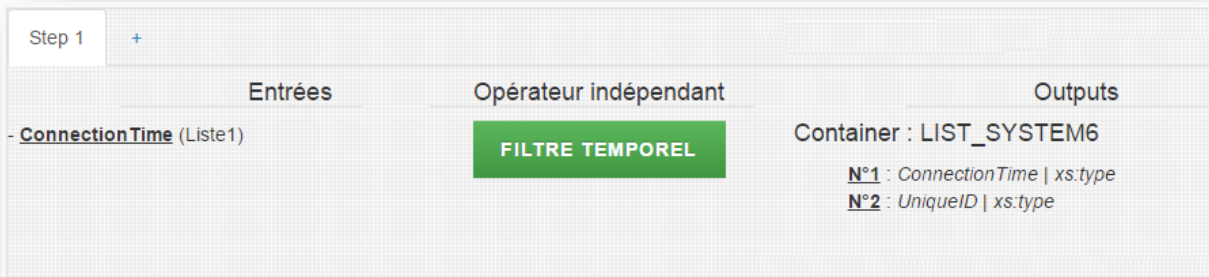 Step 1 +
Entrées Opérateur indépendant Outputs
- ConnectionTime (Liste1)
FILTRE TEMPOREL
Container : LIST_SYSTEM6
N°1 : ConnectionTime | xs:type
N°2 : UniqueID | xs:type